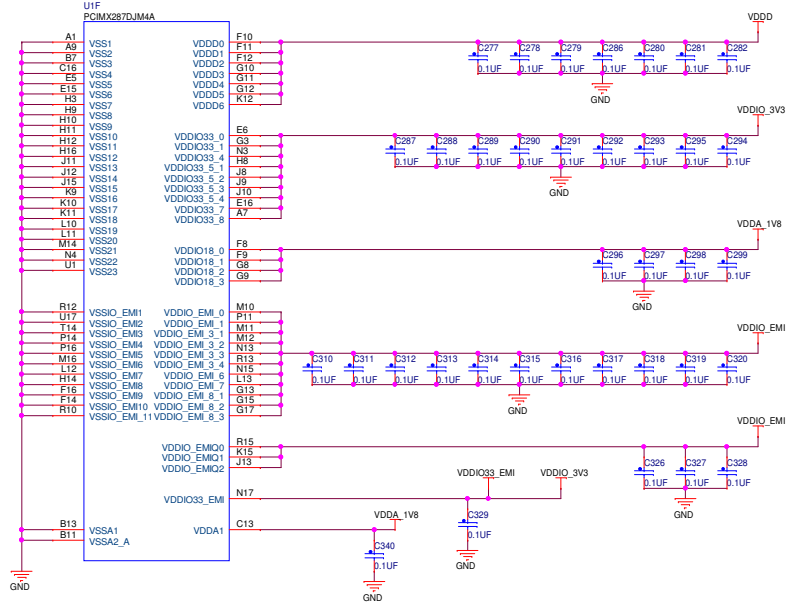 U1F
PCIMX287DJM4A
VDDD
A1 VSS1 VDDD0 F10
A9 VSS2 VDDD1 F11
B7 VSS3 VDDD2 F12
C16 VSS4 VDDD3 G10
E5 VSS5 VDDD4 G11
E15 VSS6 VDDD5 G12
H3 VSS7 VDDD6 K12
H9 VSS8
H10 VSS9
H11 VSS10 VDDIO33_0 E6
H12 VSS11 VDDIO33_1 G3
H16 VSS12 VDDIO33_4 N3
J11 VSS13 VDDIO33_5_1 H8
J12 VSS14 VDDIO33_5_2 J8
J15 VSS15 VDDIO33_5_3 J9
K9 VSS16 VDDIO33_5_4 J10
K10 VSS17 VDDIO33_7 E16
K11 VSS18 VDDIO33_8 A7
L10 VSS19
L11 VSS20
M14 VSS21 VDDIO18_0 F8
N4 VSS22 VDDIO18_1 F9
U1 VSS23 VDDIO18_2 G8
VDDIO18_3 G9
R12 VSSIO_EMI1 VDDIO_EMI_0 M10
U17 VSSIO_EMI2 VDDIO_EMI_1 P11
T14 VSSIO_EMI3 VDDIO_EMI_3_1 M11
P14 VSSIO_EMI4 VDDIO_EMI_3_2 M12
P16 VSSIO_EMI5 VDDIO_EMI_3_3 N13
M16 VSSIO_EMI6 VDDIO_EMI_3_4 R13
L12 VSSIO_EMI7 VDDIO_EMI_6 N15
H14 VSSIO_EMI8 VDDIO_EMI_7 L13
F16 VSSIO_EMI9 VDDIO_EMI_8_1 G13
F14 VSSIO_EMI10 VDDIO_EMI_8_2 G15
R10 VSSIO_EMI_11 VDDIO_EMI_8_3 G17
VDDIO_EMIQ0 R15
VDDIO_EMIQ1 K15
VDDIO_EMIQ2 J13
VDDIO33_EMI N17
B13 VSSA1 VDDA1 C13
B11 VSSA2_A
GND
C277 C278 C279 C286 C280 C281 C282
0.1UF 0.1UF 0.1UF 0.1UF 0.1UF 0.1UF 0.1UF
GND
VDDIO_3V3
C287 C288 C289 C290 C291 C292 C293 C295 C294
0.1UF 0.1UF 0.1UF 0.1UF 0.1UF 0.1UF 0.1UF 0.1UF 0.1UF
GND
VDDA_1V8
C296 C297 C298 C299
0.1UF 0.1UF 0.1UF 0.1UF
GND
VDDIO_EMI
C310 C311 C312 C313 C314 C315 C316 C317 C318 C319 C320
0.1UF 0.1UF 0.1UF 0.1UF 0.1UF 0.1UF 0.1UF 0.1UF 0.1UF 0.1UF 0.1UF
GND
VDDIO_EMI
C326 C327 C328
0.1UF 0.1UF 0.1UF
GND
VDDIO33_EMI VDDIO_3V3
C329
0.1UF
GND
VDDA_1V8
C340
0.1UF
GND